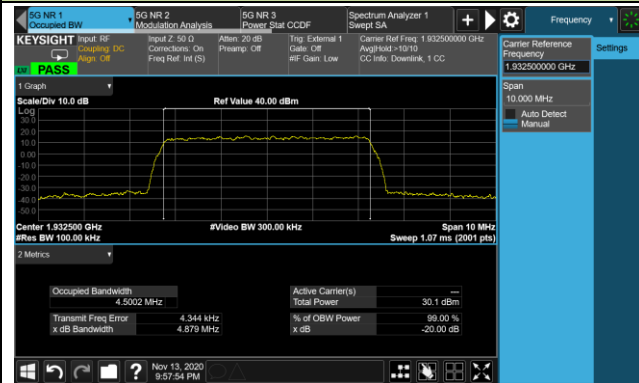 5G NR 1
Occupied BW
5G NR 2
Modulation Analysis
5G NR 3
Power Stat CCDF
Spectrum Analyzer 1
Swept SA
Frequency
KEYSIGHT
Input: RF
Coupling: DC
Align: Off
Input Z: 50 Ω
Corrections: On
Freq Ref: Int (S)
Atten: 20 dB
Preamp: Off
Trig: External 1
Gate: Off
#IF Gain: Low
Carrier Ref Freq: 1.932500000 GHz
Avg|Hold:>10/10
CC Info: Downlink, 1 CC
PASS
Carrier Reference
Frequency
1.932500000 GHz
Settings
Span
10.000 MHz
Auto Detect
Manual
1 Graph
Scale/Div 10.0 dB
Ref Value 40.00 dBm
Log
30.0
20.0
10.0
0.00
-10.0
-20.0
-30.0
-40.0
-50.0
Center 1.932500 GHz
#Video BW 300.00 kHz
Span 10 MHz
#Res BW 100.00 kHz
Sweep 1.07 ms (2001 pts)
2 Metrics
Occupied Bandwidth
4.5002 MHz
Active Carrier(s)
—
Total Power
30.1 dBm
Transmit Freq Error
4.344 kHz
% of OBW Power
99.00 %
x dB Bandwidth
4.879 MHz
x dB
-20.00 dB
Nov 13, 2020
9:57:54 PM